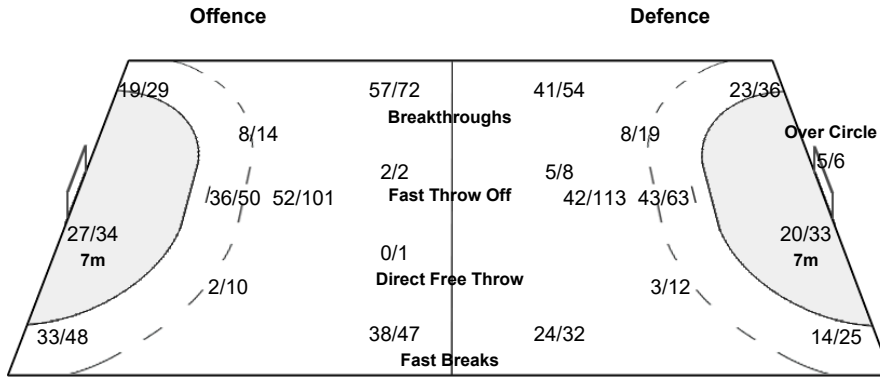 Offence Defence
19/29 57/72 41/54 23/36
Breakthroughs
8/14 8/19 Over Circle
5/6
2/2 5/8
36/50 52/101 Fast Throw Off 42/113 43/63
27/34 20/33
0/1
7m 7m
Direct Free Throw
2/10 3/12
33/48 38/47 24/32 14/25
Fast Breaks